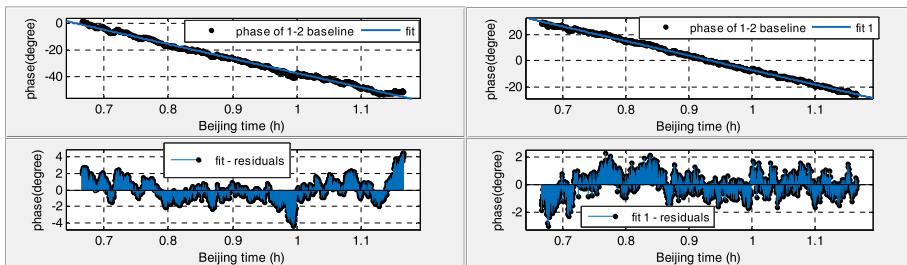 phase(degree)
0
-20
-40
phase of 1-2 baseline
fit
0.7
0.8
0.9
1
1.1
Beijing time (h)
phase(degree)
20
0
-20
phase of 1-2 baseline
fit 1
0.7
0.8
0.9
1
1.1
Beijing time (h)
phase(degree)
4
2
0
-2
-4
fit - residuals
0.7
0.8
0.9
1
1.1
Beijing time (h)
phase(degree)
2
0
-2
fit 1 - residuals
0.7
0.8
0.9
1
1.1
Beijing time (h)